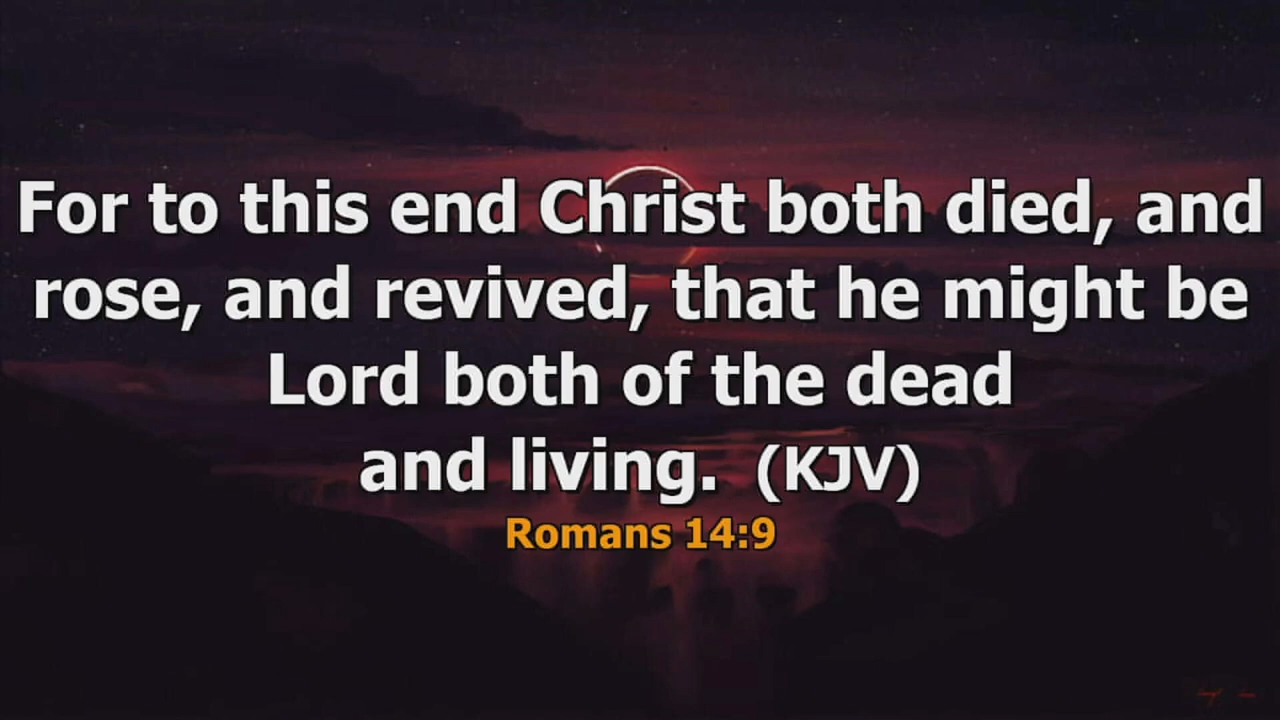 For to this end Christ both died, and
rose, and revived, that he might be
Lord both of the dead
and living.  (KJV)
Romans 14:9